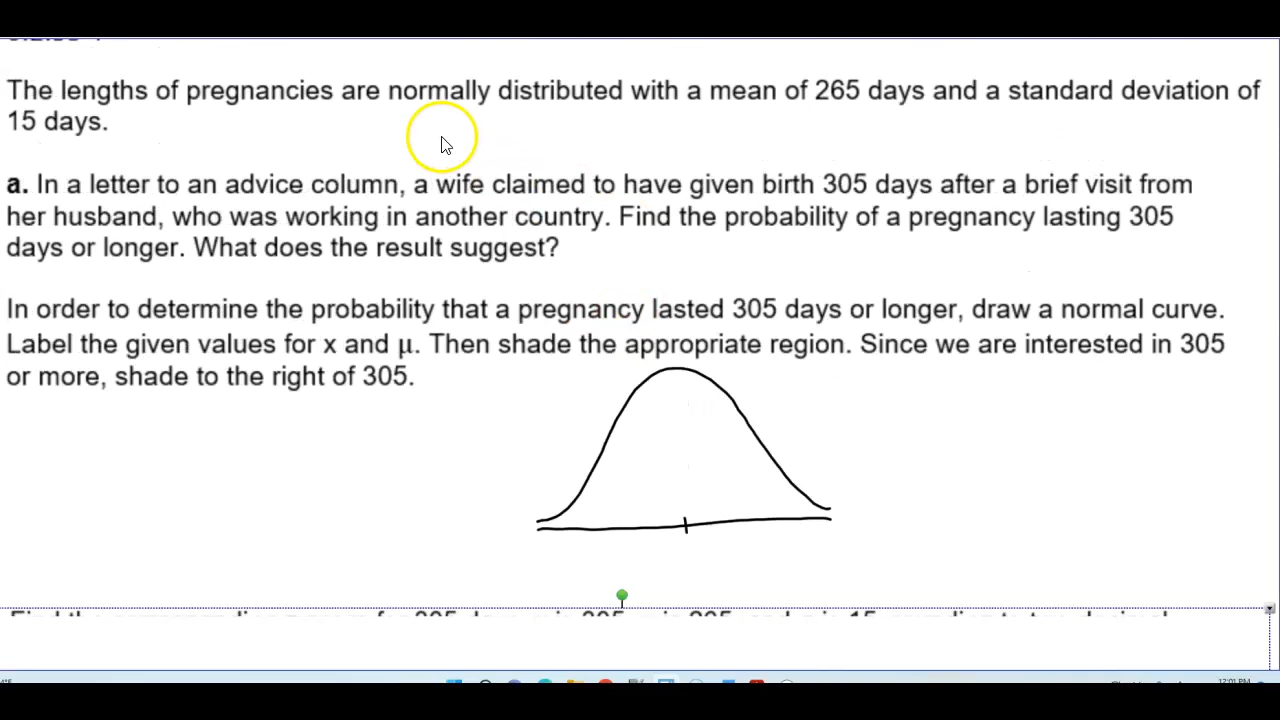 The lengths of pregnancies are normally distributed with a mean of 265 days and a standard deviation of
15 days.
a. In a letter to an advice column, a wife claimed to have given birth 305 days after a brief visit from
her husband, who was working in another country. Find the probability of a pregnancy lasting 305
days or longer. What does the result suggest?
In order to determine the probability that a pregnancy lasted 305 days or longer, draw a normal curve.
Label the given values for x and μ. Then shade the appropriate region. Since we are interested in 305
or more, shade to the right of 305.
12:01 PM